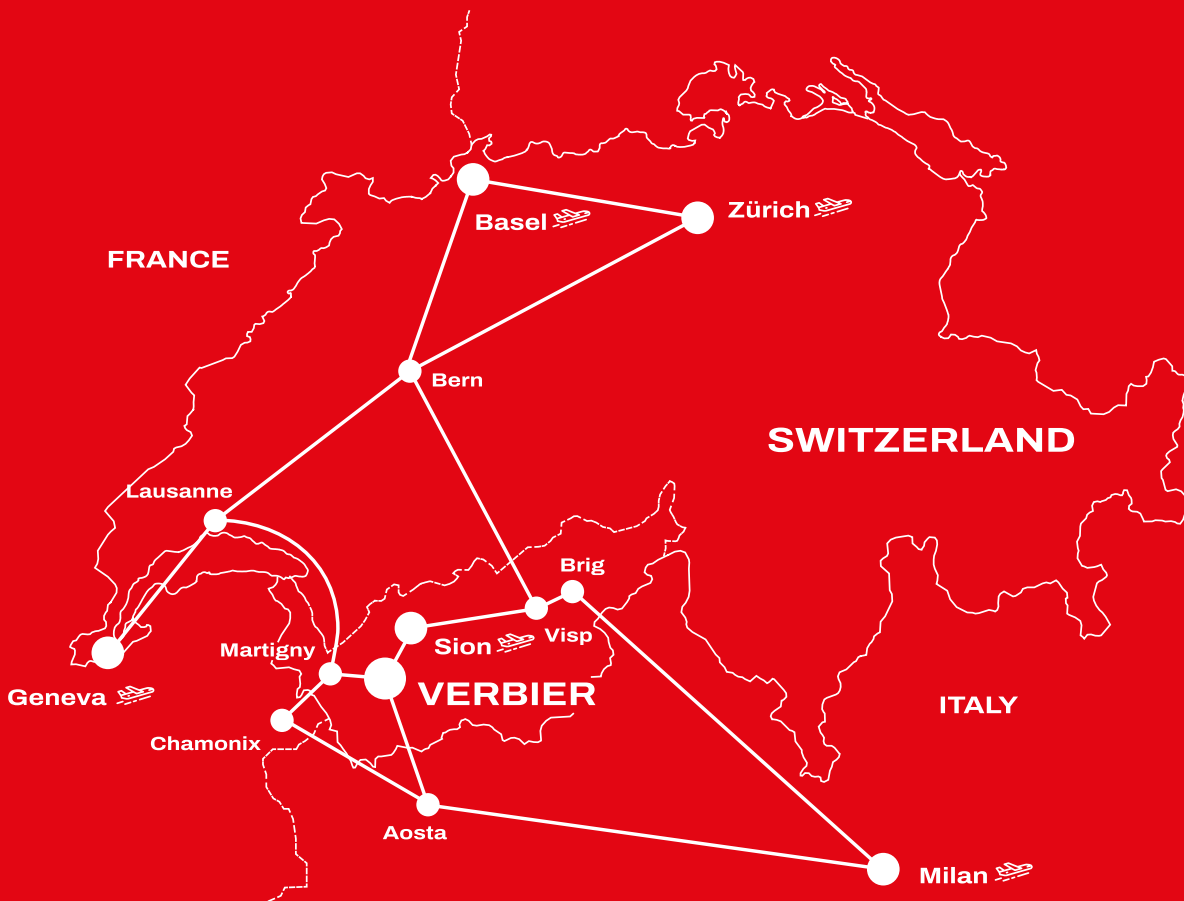 Zürich
Basel
FRANCE
Bern
SWITZERLAND
Lausanne
Brig
Visp
Sion
Martigny
VERBIER
Geneva
ITALY
Chamonix
Aosta
Milan